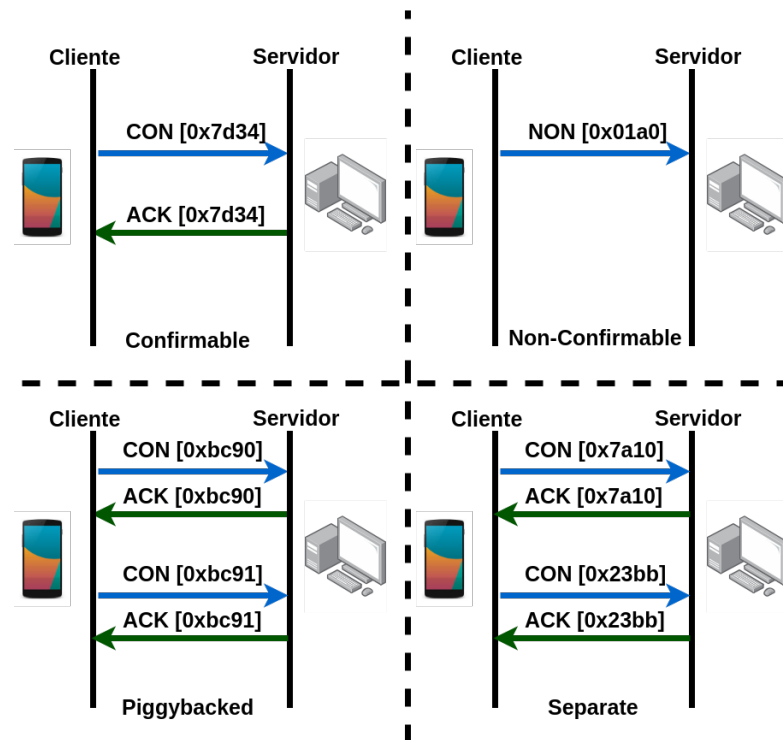 Cliente Servidor
CON [0x7d34]
ACK [0x7d34]
Confirmable
Cliente Servidor
NON [0x01a0]
Non-Confirmable
Cliente Servidor
CON [0xbc90]
ACK [0xbc90]
CON [0xbc91]
ACK [0xbc91]
Piggybacked
Cliente Servidor
CON [0x7a10]
ACK [0x7a10]
CON [0x23bb]
ACK [0x23bb]
Separate